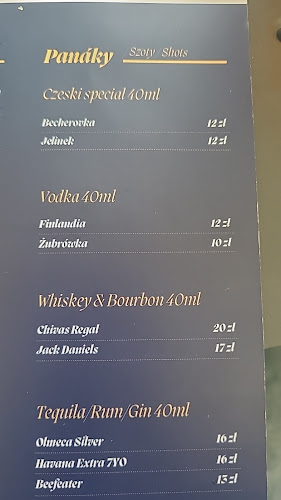 Panáky Szoty Shots
Czeski special 40ml
Becherovka 12 zł
Jelinek 12 zł
Vodka 40ml
Finlandia 12 zł
Żubrówka 10 zł
Whiskey & Bourbon 40ml
Chivas Regal 20 zł
Jack Daniels 17 zł
Tequila/Rum/Gin 40ml
Olmeca Silver 16 zł
Havana Extra 7YO 16 zł
Beefeater 15 zł